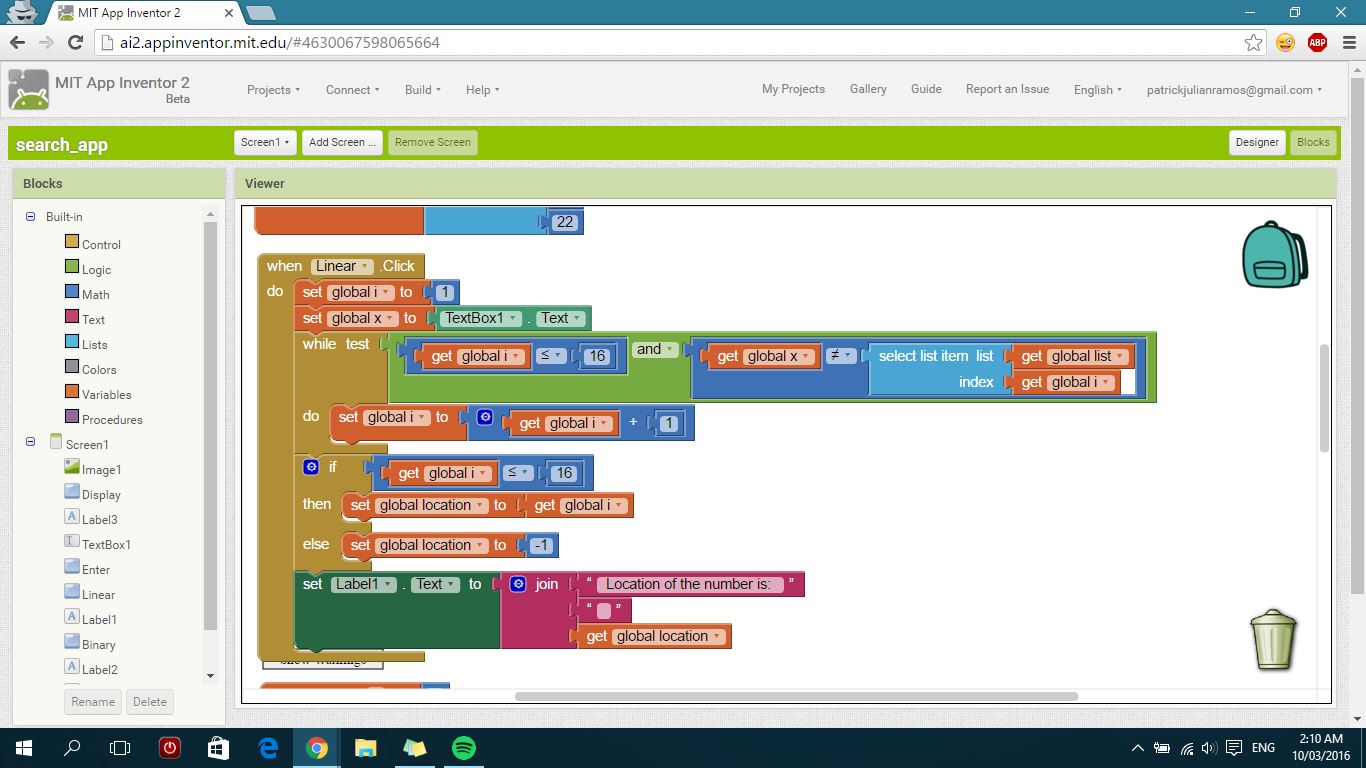 MIT App Inventor 2
ai2.appinventor.mit.edu/#4630067598065664
ABP
MIT App Inventor 2
Beta
Projects Connect Build Help My Projects Gallery Guide Report an Issue English patrickjulianramos@gmail.com
search_app Screen1 Add Screen ... Remove Screen Designer Blocks
Blocks
Viewer
Built-in
Control
Logic
Math
Text
Lists
Colors
Variables
Procedures
Screen1
Image1
Display
Label3
TextBox1
Enter
Linear
Label1
Binary
Label2
Rename Delete
22
when Linear .Click
do set global i to 1
set global x to TextBox1 . Text
while test get global i ≤ 16 and get global x ≠ select list item list get global list
index get global i
do set global i to get global i + 1
if get global i ≤ 16
then set global location to get global i
else set global location to -1
set Label1 . Text to join “ Location of the number is: ”
“ ”
get global location
ENG
2:10 AM
10/03/2016